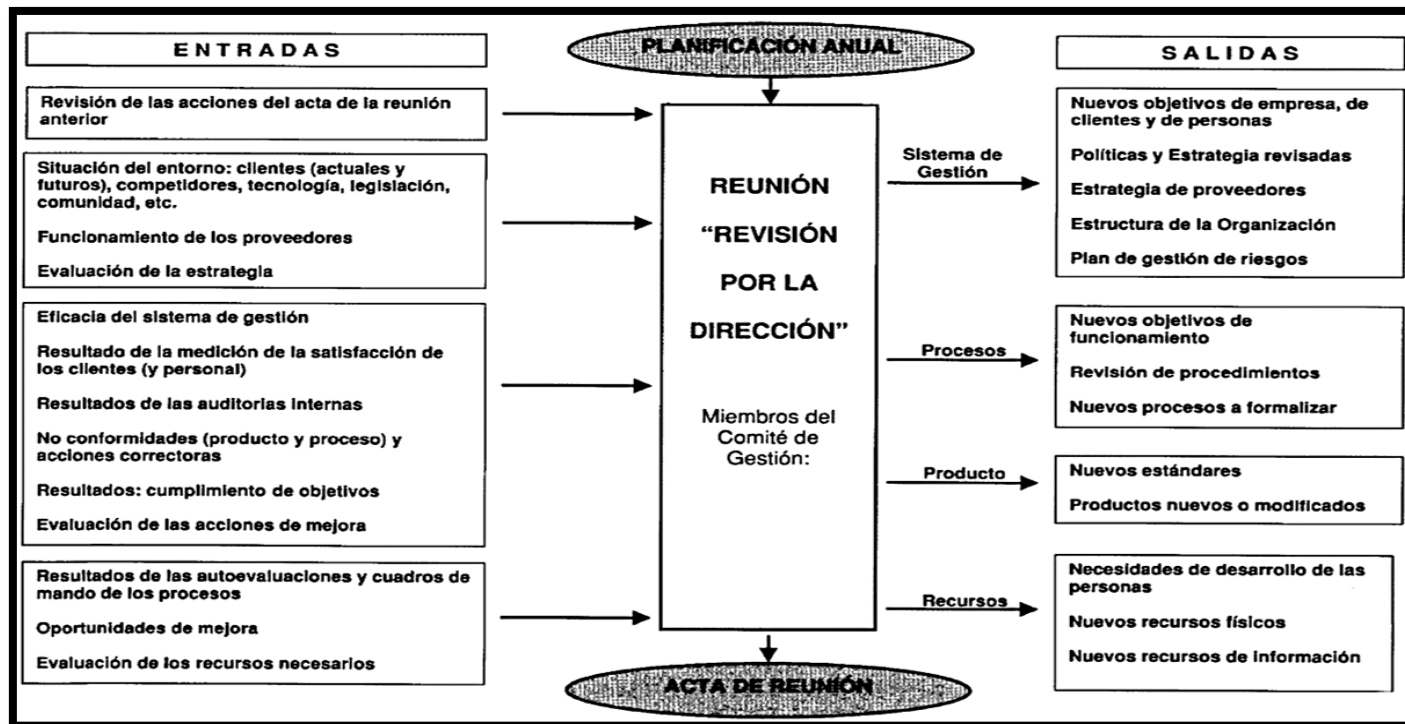 ENTRADAS
Revisión de las acciones del acta de la reunión
anterior
Situación del entorno: clientes (actuales y
futuros), competidores, tecnología, legislación,
comunidad, etc.
Funcionamiento de los proveedores
Evaluación de la estrategia
Eficacia del sistema de gestión
Resultado de la medición de la satisfacción de
los clientes (y personal)
Resultados de las auditorias internas
No conformidades (producto y proceso) y
acciones correctoras
Resultados: cumplimiento de objetivos
Evaluación de las acciones de mejora
Resultados de las autoevaluaciones y cuadros de
mando de los procesos
Oportunidades de mejora
Evaluación de los recursos necesarios
PLANIFICACIÓN ANUAL
REUNIÓN
“REVISIÓN
POR LA
DIRECCIÓN”
Miembros del
Comité de
Gestión:
ACTA DE REUNIÓN
Sistema de
Gestión
Procesos
Producto
Recursos
SALIDAS
Nuevos objetivos de empresa, de
clientes y de personas
Políticas y Estrategia revisadas
Estrategia de proveedores
Estructura de la Organización
Plan de gestión de riesgos
Nuevos objetivos de
funcionamiento
Revisión de procedimientos
Nuevos procesos a formalizar
Nuevos estándares
Productos nuevos o modificados
Necesidades de desarrollo de las
personas
Nuevos recursos físicos
Nuevos recursos de información